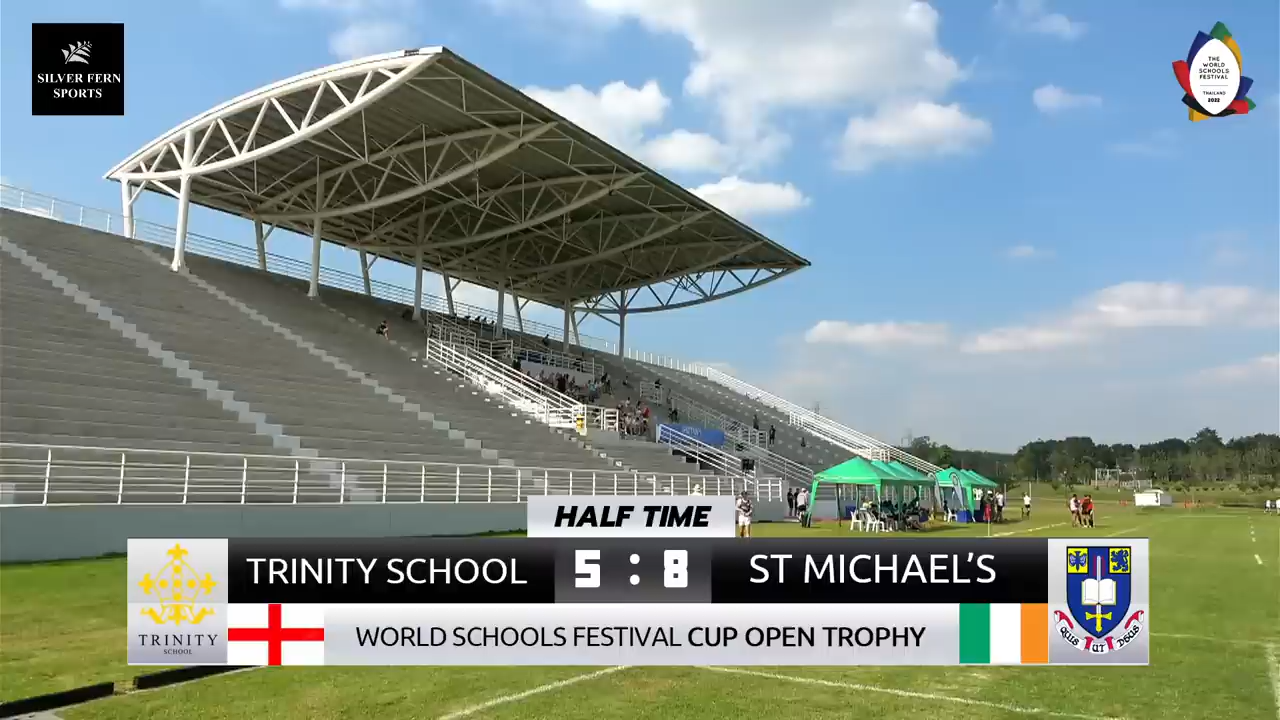 SILVER FERN
SPORTS
THE
WORLD
SCHOOLS
FESTIVAL
THAILAND
2022
HALF TIME
TRINITY SCHOOL 5 : 8 ST MICHAEL'S
TRINITY
SCHOOL
WORLD SCHOOLS FESTIVAL CUP OPEN TROPHY
QUIS UT DEUS